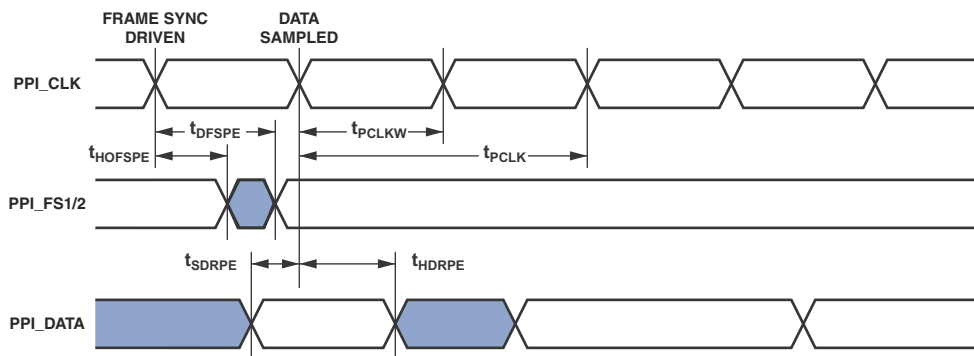 FRAME SYNC
DRIVEN
DATA
SAMPLED
PPI_CLK
tDFSPE
tPCLKW
tHOFSPE
tPCLK
PPI_FS1/2
tSDRPE
tHDRPE
PPI_DATA